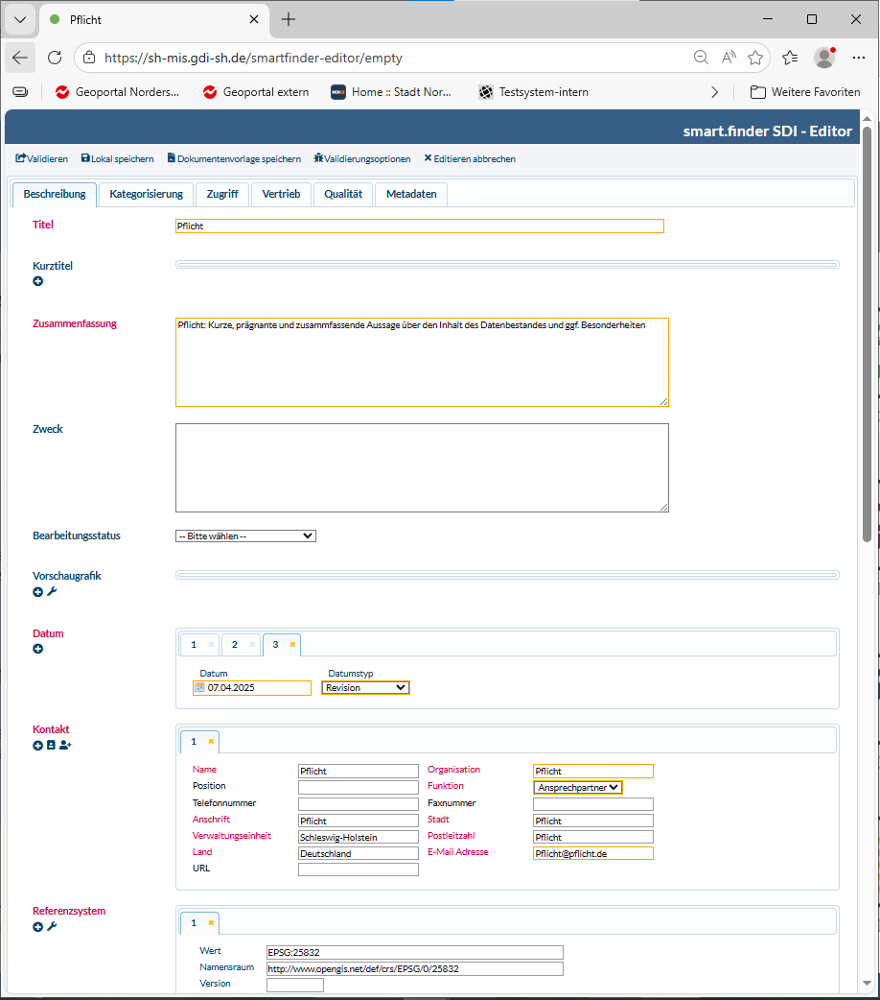 Pflicht
https://sh-mis.gdi-sh.de/smartfinder-editor/empty
Geoportal Norders...
Geoportal extern
Home :: Stadt Nor...
Testsystem-intern
Weitere Favoriten
smart.finder SDI - Editor
Validieren Lokal speichern Dokumentenvorlage speichern Validierungsoptionen Editieren abbrechen
Beschreibung Kategorisierung Zugriff Vertrieb Qualität Metadaten
Titel Pflicht
Kurztitel
Zusammenfassung Pflicht: Kurze, prägnante und zusammfassende Aussage über den Inhalt des Datenbestandes und ggf. Besonderheiten
Zweck
Bearbeitungsstatus -- Bitte wählen --
Vorschaugrafik
Datum 1 2 3
Datum Datumstyp
07.04.2025 Revision
Kontakt 1
Name Pflicht Organisation Pflicht
Position Funktion Ansprechpartner
Telefonnummer Faxnummer
Anschrift Pflicht Stadt Pflicht
Verwaltungseinheit Schleswig-Holstein Postleitzahl Pflicht
Land Deutschland E-Mail Adresse Pflicht@pflicht.de
URL
Referenzsystem 1
Wert EPSG:25832
Namensraum http://www.opengis.net/def/crs/EPSG/0/25832
Version